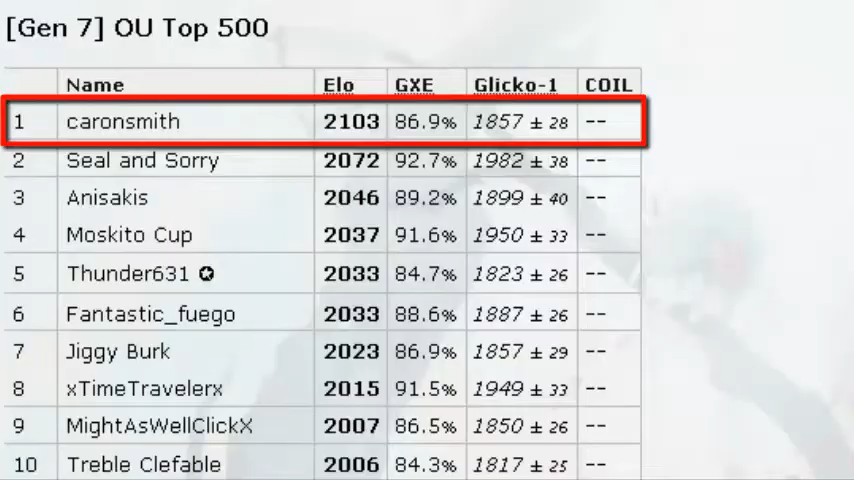 [Gen 7] OU Top 500
Name Elo GXE Glicko-1 COIL
1 caronsmith 2103 86.9% 1857 ± 28 --
2 Seal and Sorry 2072 92.7% 1982 ± 38 --
3 Anisakis 2046 89.2% 1899 ± 40 --
4 Moskito Cup 2037 91.6% 1950 ± 33 --
5 Thunder631 ✪ 2033 84.7% 1823 ± 26 --
6 Fantastic_fuego 2033 88.6% 1887 ± 26 --
7 Jiggy Burk 2023 86.9% 1857 ± 29 --
8 xTimeTravelerx 2015 91.5% 1949 ± 33 --
9 MightAsWellClickX 2007 86.5% 1850 ± 26 --
10 Treble Clefable 2006 84.3% 1817 ± 25 --